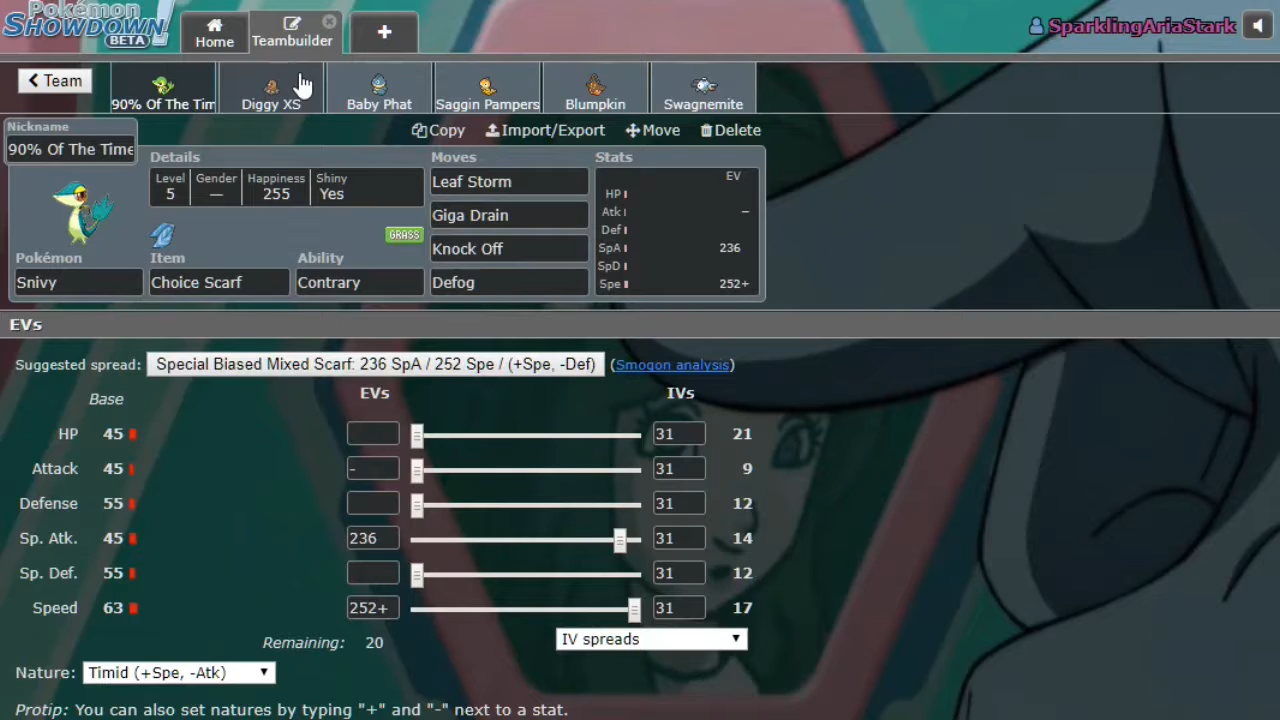 Pokémon
SHOWDOWN!
BETA
Home
Teambuilder
+
SparklingAriaStark
Team
90% Of The Tim
Diggy XS
Baby Phat
Saggin Pampers
Blumpkin
Swagnemite
Nickname
90% Of The Time
Copy
Import/Export
Move
Delete
Details
Moves
Stats
Level Gender Happiness Shiny
5 — 255 Yes
Leaf Storm
Giga Drain
Knock Off
Defog
EV
HP
Atk –
Def
SpA 236
SpD
Spe 252+
GRASS
Pokémon
Item
Ability
Snivy
Choice Scarf
Contrary
EVs
Suggested spread: Special Biased Mixed Scarf: 236 SpA / 252 Spe / (+Spe, -Def) (Smogon analysis)
Base EVs IVs
HP 45 31 21
Attack 45 - 31 9
Defense 55 31 12
Sp. Atk. 45 236 31 14
Sp. Def. 55 31 12
Speed 63 252+ 31 17
Remaining: 20
IV spreads
Nature: Timid (+Spe, -Atk)
Protip: You can also set natures by typing "+" and "-" next to a stat.